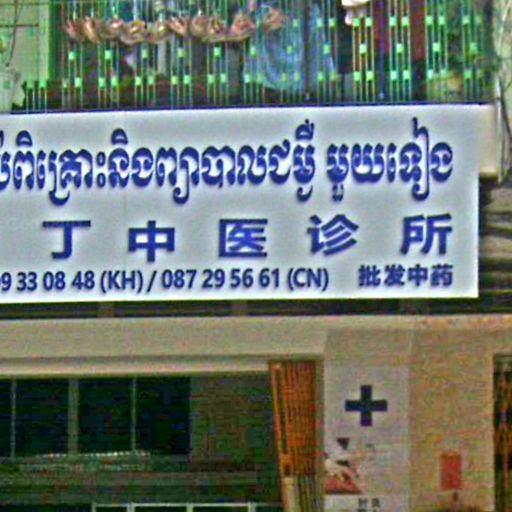 ពិគ្រោះនិងព្យាបាលជម្ងឺ មួយទៀង
丁中医诊所
9 33 08 48 (KH) / 087 29 56 61 (CN) 批发中药